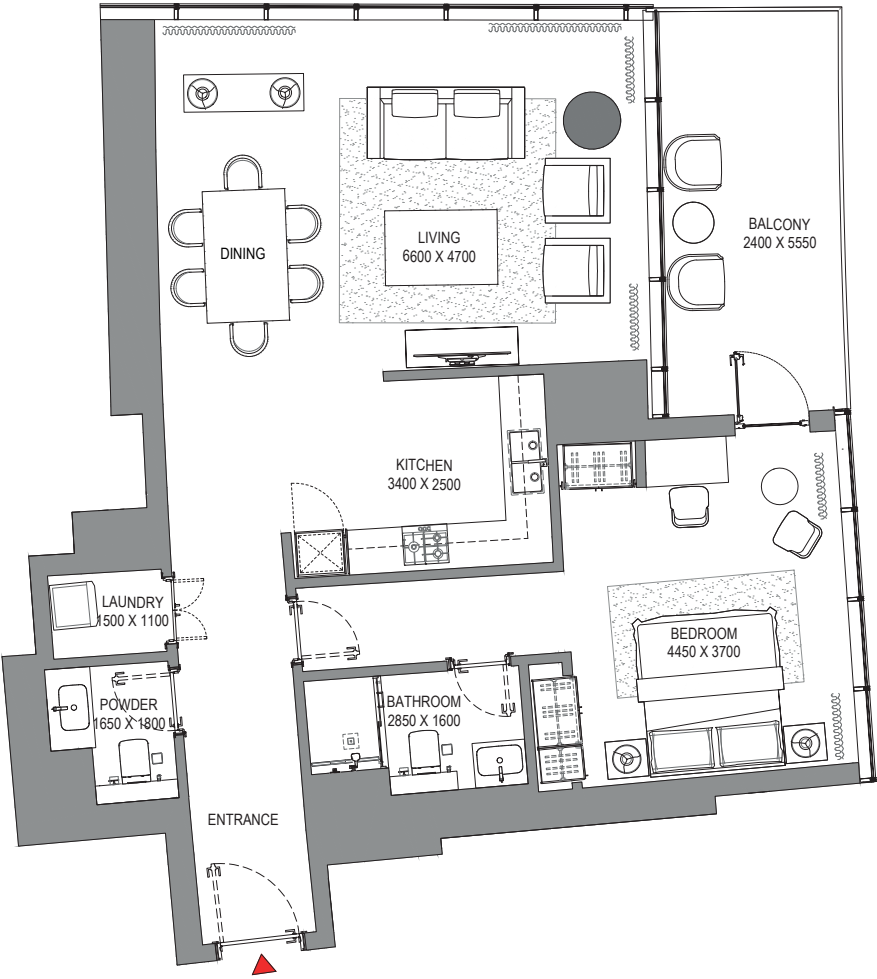 DINING
LIVING
6600 X 4700
BALCONY
2400 X 5550
KITCHEN
3400 X 2500
LAUNDRY
1500 X 1100
BEDROOM
4450 X 3700
POWDER
1650 X 1800
BATHROOM
2850 X 1600
ENTRANCE